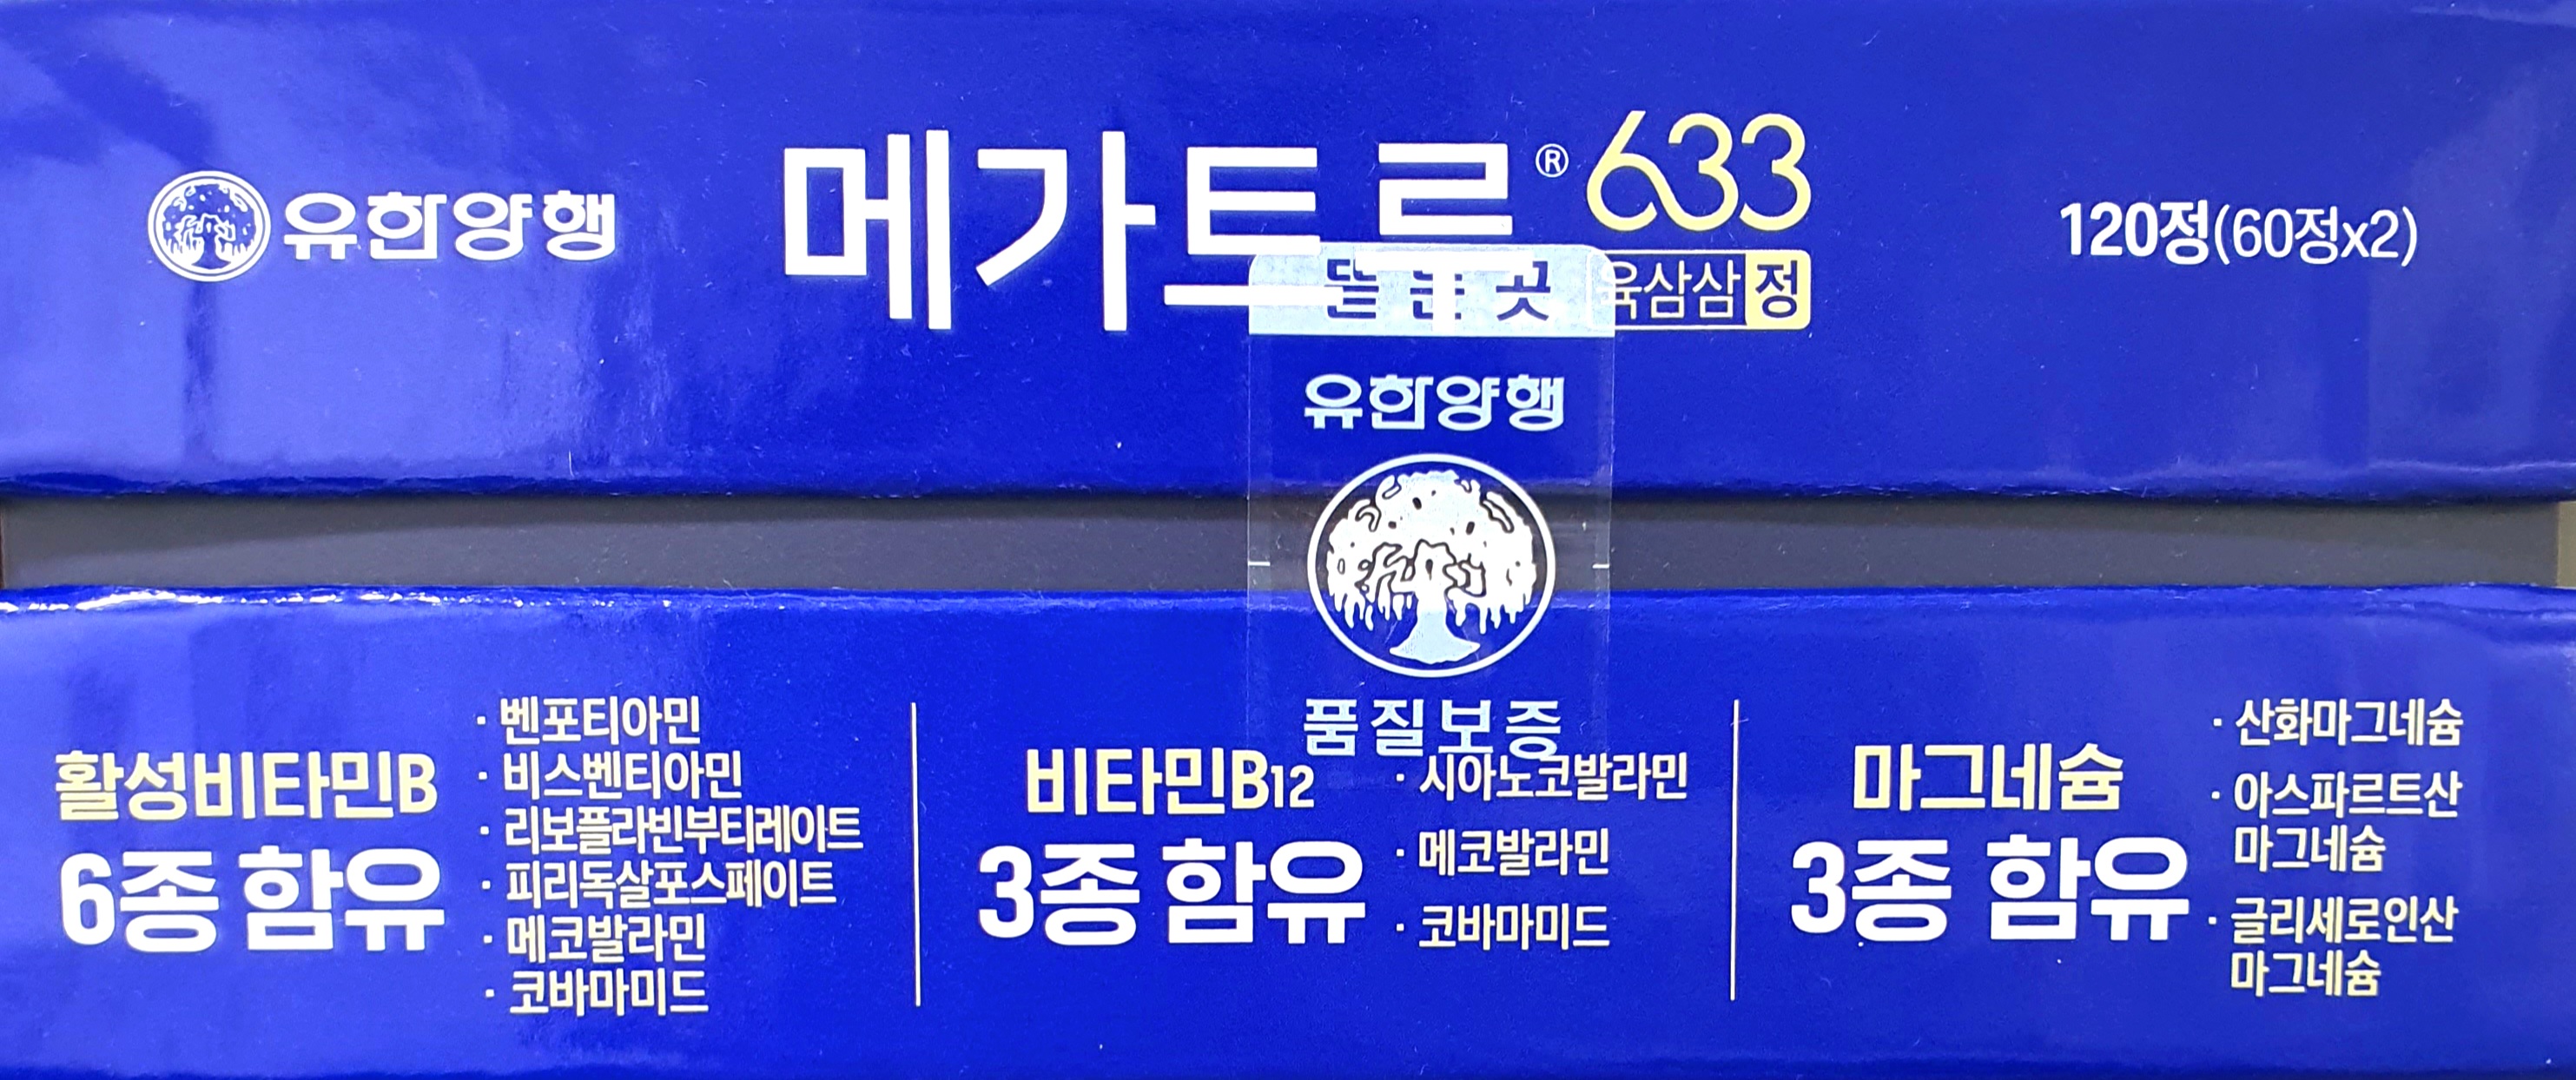 유한양행
메가트루® 633
육삼삼정
120정(60정x2)
뜯는곳
유한양행
품질보증
활성비타민B
6종 함유
· 벤포티아민
· 비스벤티아민
· 리보플라빈부티레이트
· 피리독살포스페이트
· 메코발라민
· 코바마미드
비타민B12
3종 함유
· 시아노코발라민
· 메코발라민
· 코바마미드
마그네슘
3종 함유
· 산화마그네슘
· 아스파르트산
마그네슘
· 글리세로인산
마그네슘